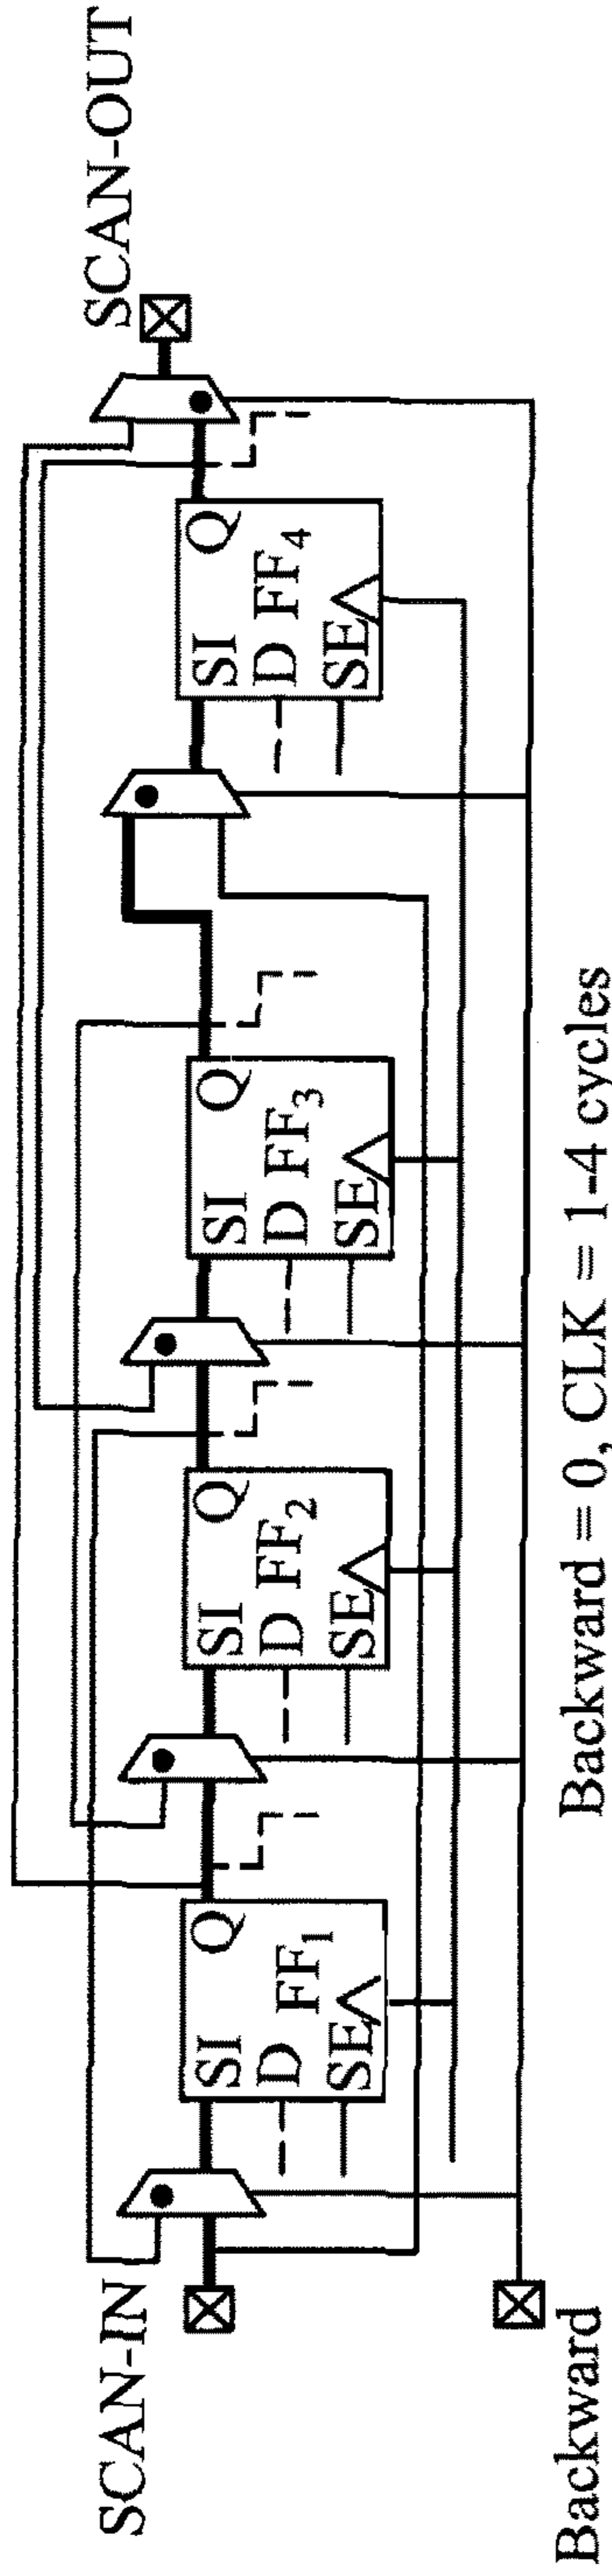 SCAN-IN
SI
Q
D FF1
SE
SI
Q
D FF2
SE
SI
Q
D FF3
SE
SI
Q
D FF4
SE
SCAN-OUT
Backward
Backward = 0, CLK = 1-4 cycles